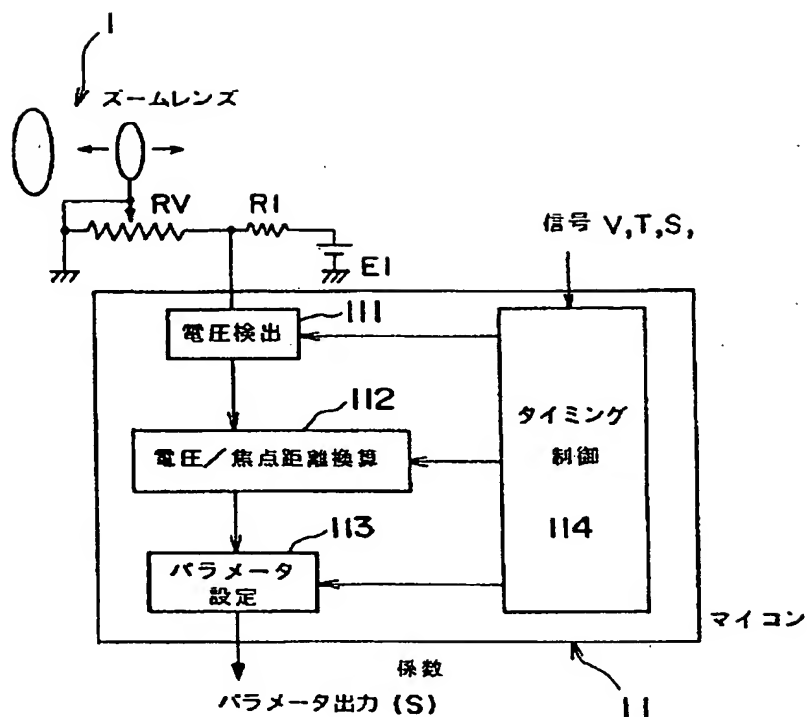 1
ズームレンズ
RV
R1
E1
信号 V,T,S,
111
電圧検出
112
電圧/焦点距離換算
タイミング
制御
114
113
パラメータ
設定
マイコン
係数
パラメータ出力 (S)
11